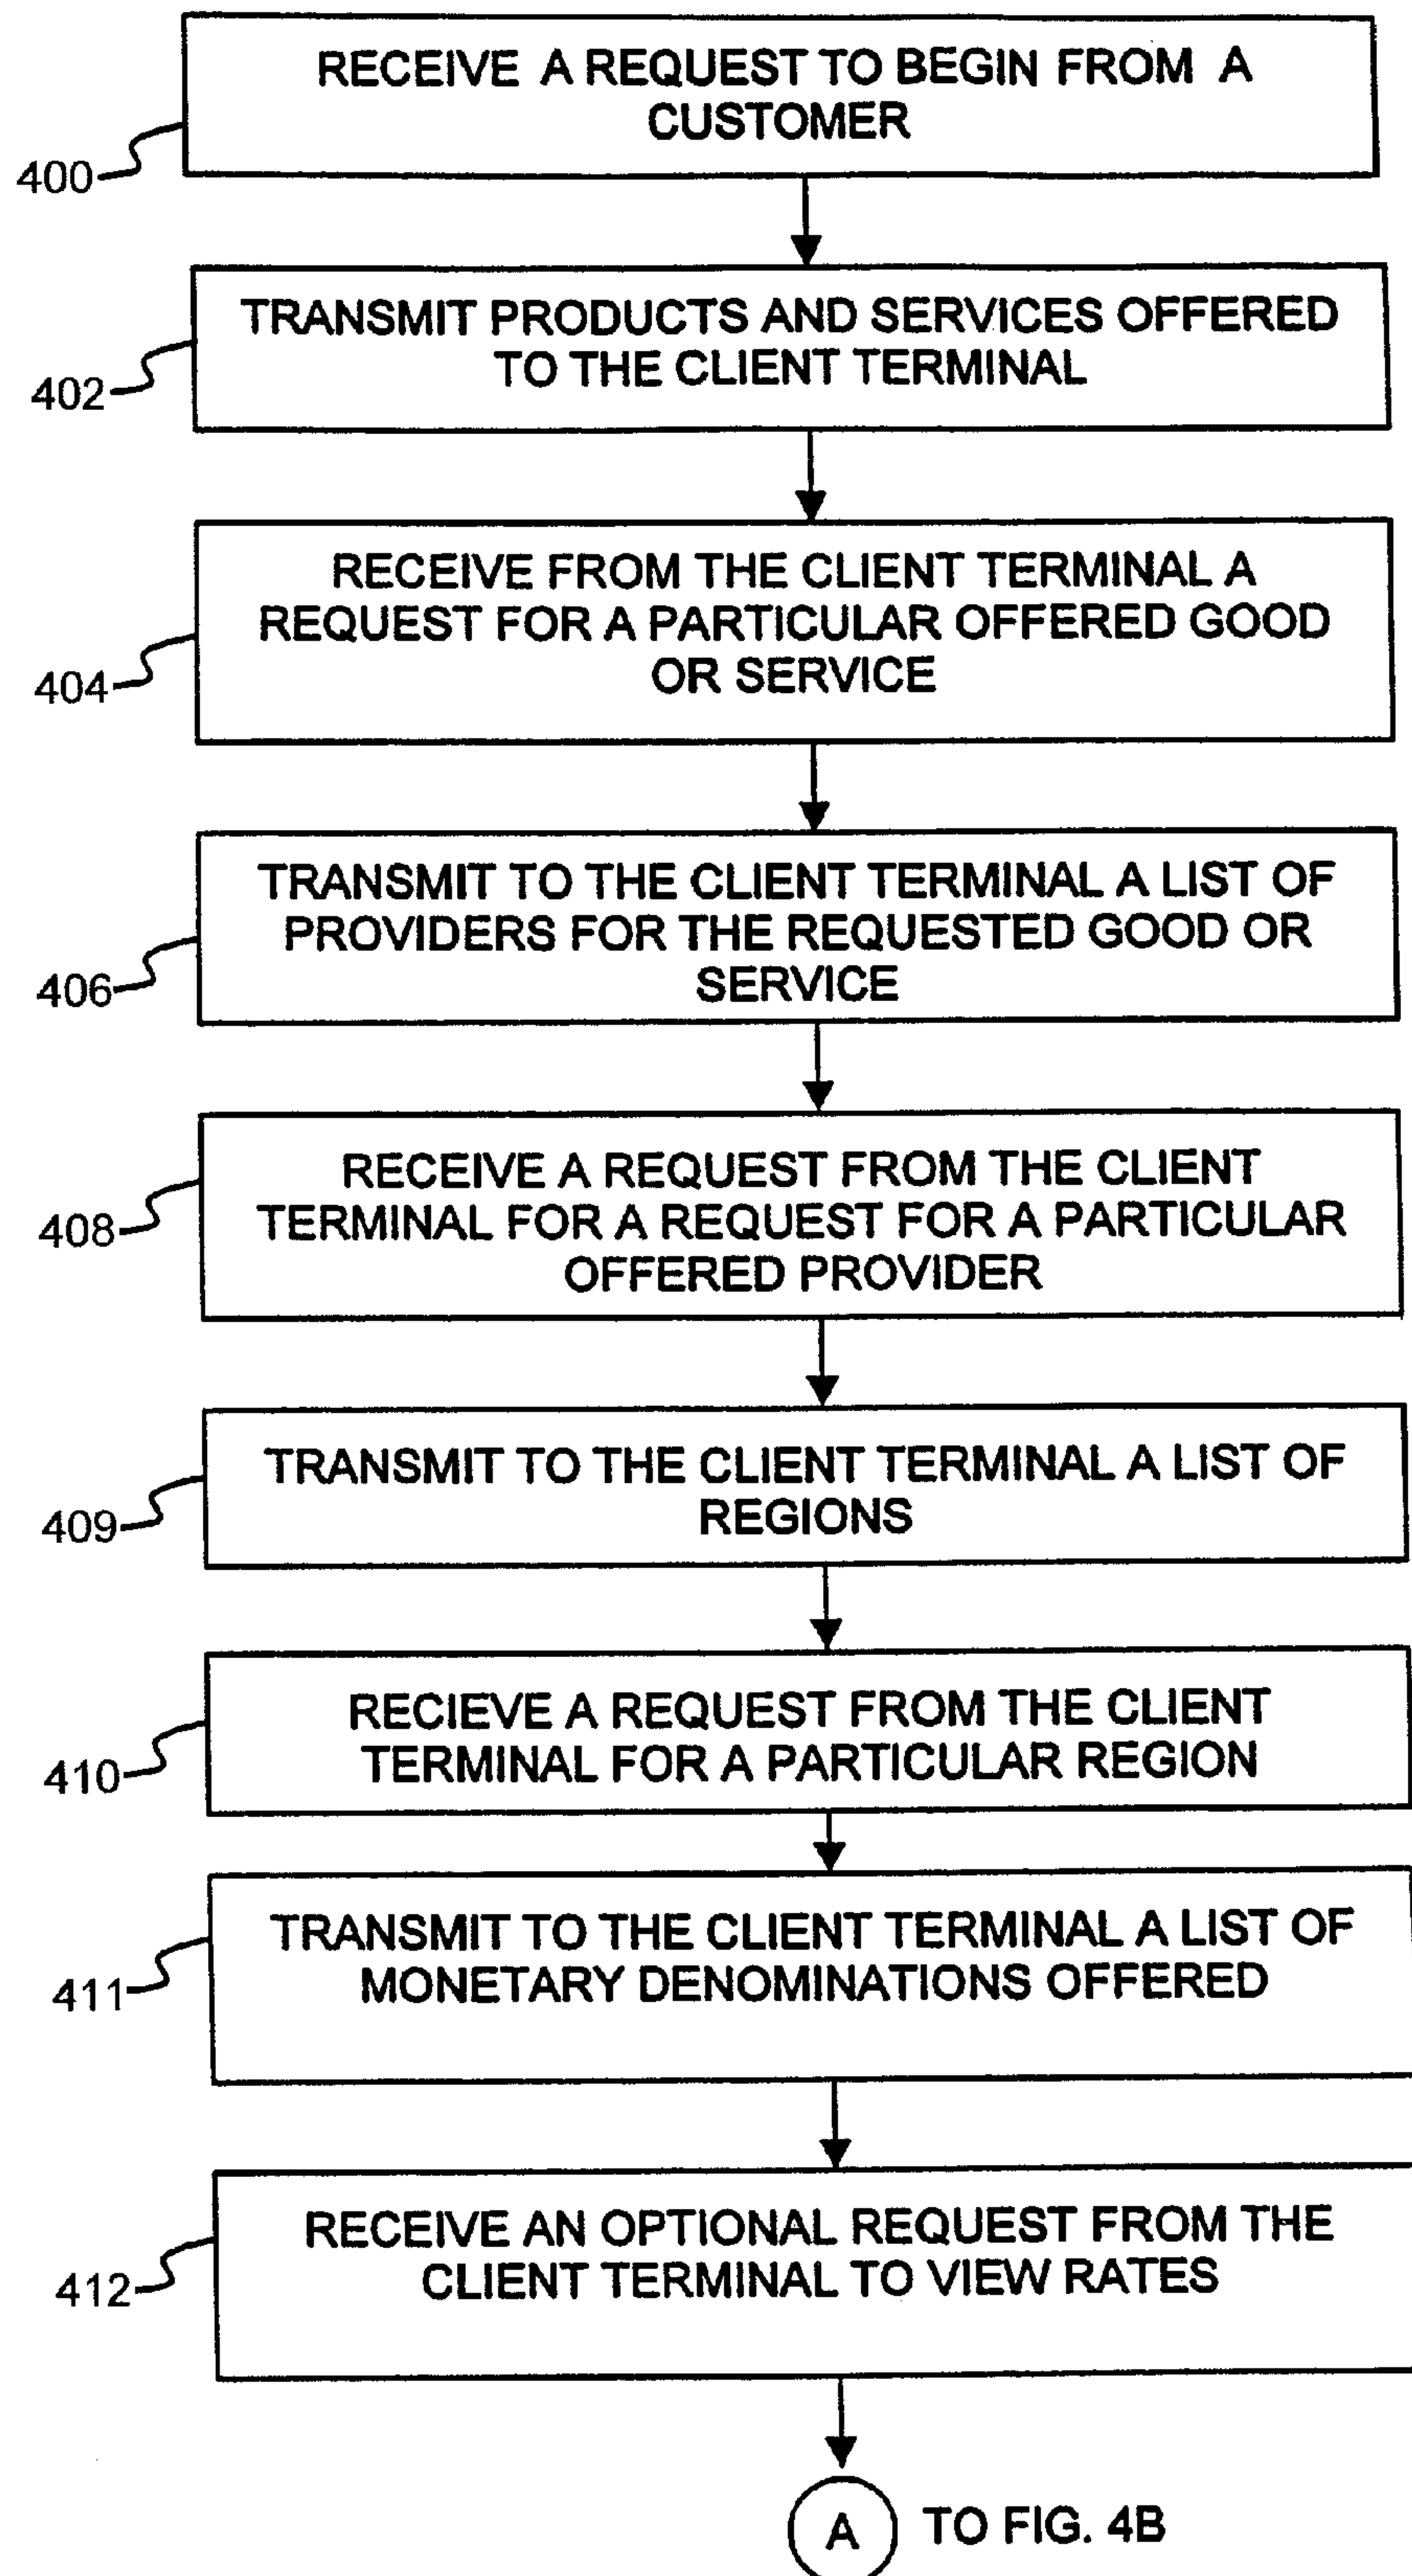 RECEIVE A REQUEST TO BEGIN FROM A
CUSTOMER
400
TRANSMIT PRODUCTS AND SERVICES OFFERED
TO THE CLIENT TERMINAL
402
RECEIVE FROM THE CLIENT TERMINAL A
REQUEST FOR A PARTICULAR OFFERED GOOD
OR SERVICE
404
TRANSMIT TO THE CLIENT TERMINAL A LIST OF
PROVIDERS FOR THE REQUESTED GOOD OR
SERVICE
406
RECEIVE A REQUEST FROM THE CLIENT
TERMINAL FOR A REQUEST FOR A PARTICULAR
OFFERED PROVIDER
408
TRANSMIT TO THE CLIENT TERMINAL A LIST OF
REGIONS
409
RECIEVE A REQUEST FROM THE CLIENT
TERMINAL FOR A PARTICULAR REGION
410
TRANSMIT TO THE CLIENT TERMINAL A LIST OF
MONETARY DENOMINATIONS OFFERED
411
RECEIVE AN OPTIONAL REQUEST FROM THE
CLIENT TERMINAL TO VIEW RATES
412
A TO FIG. 4B